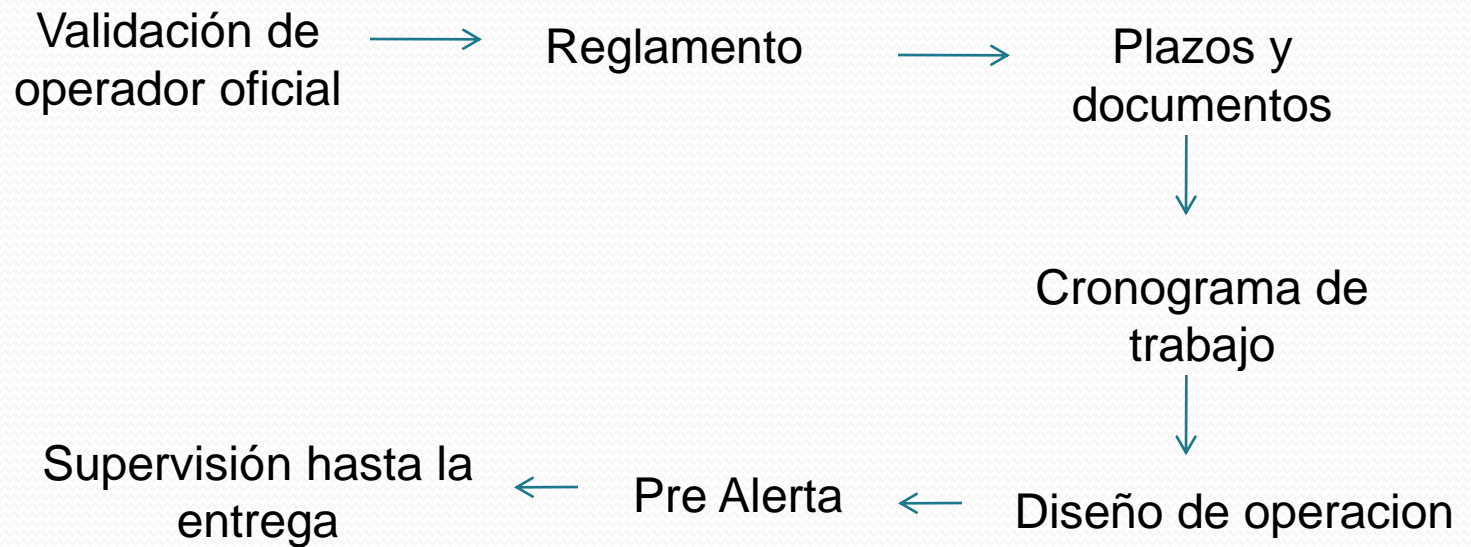 Validación de
operador oficial
Reglamento
Plazos y
documentos
Cronograma de
trabajo
Diseño de operacion
Pre Alerta
Supervisión hasta la
entrega